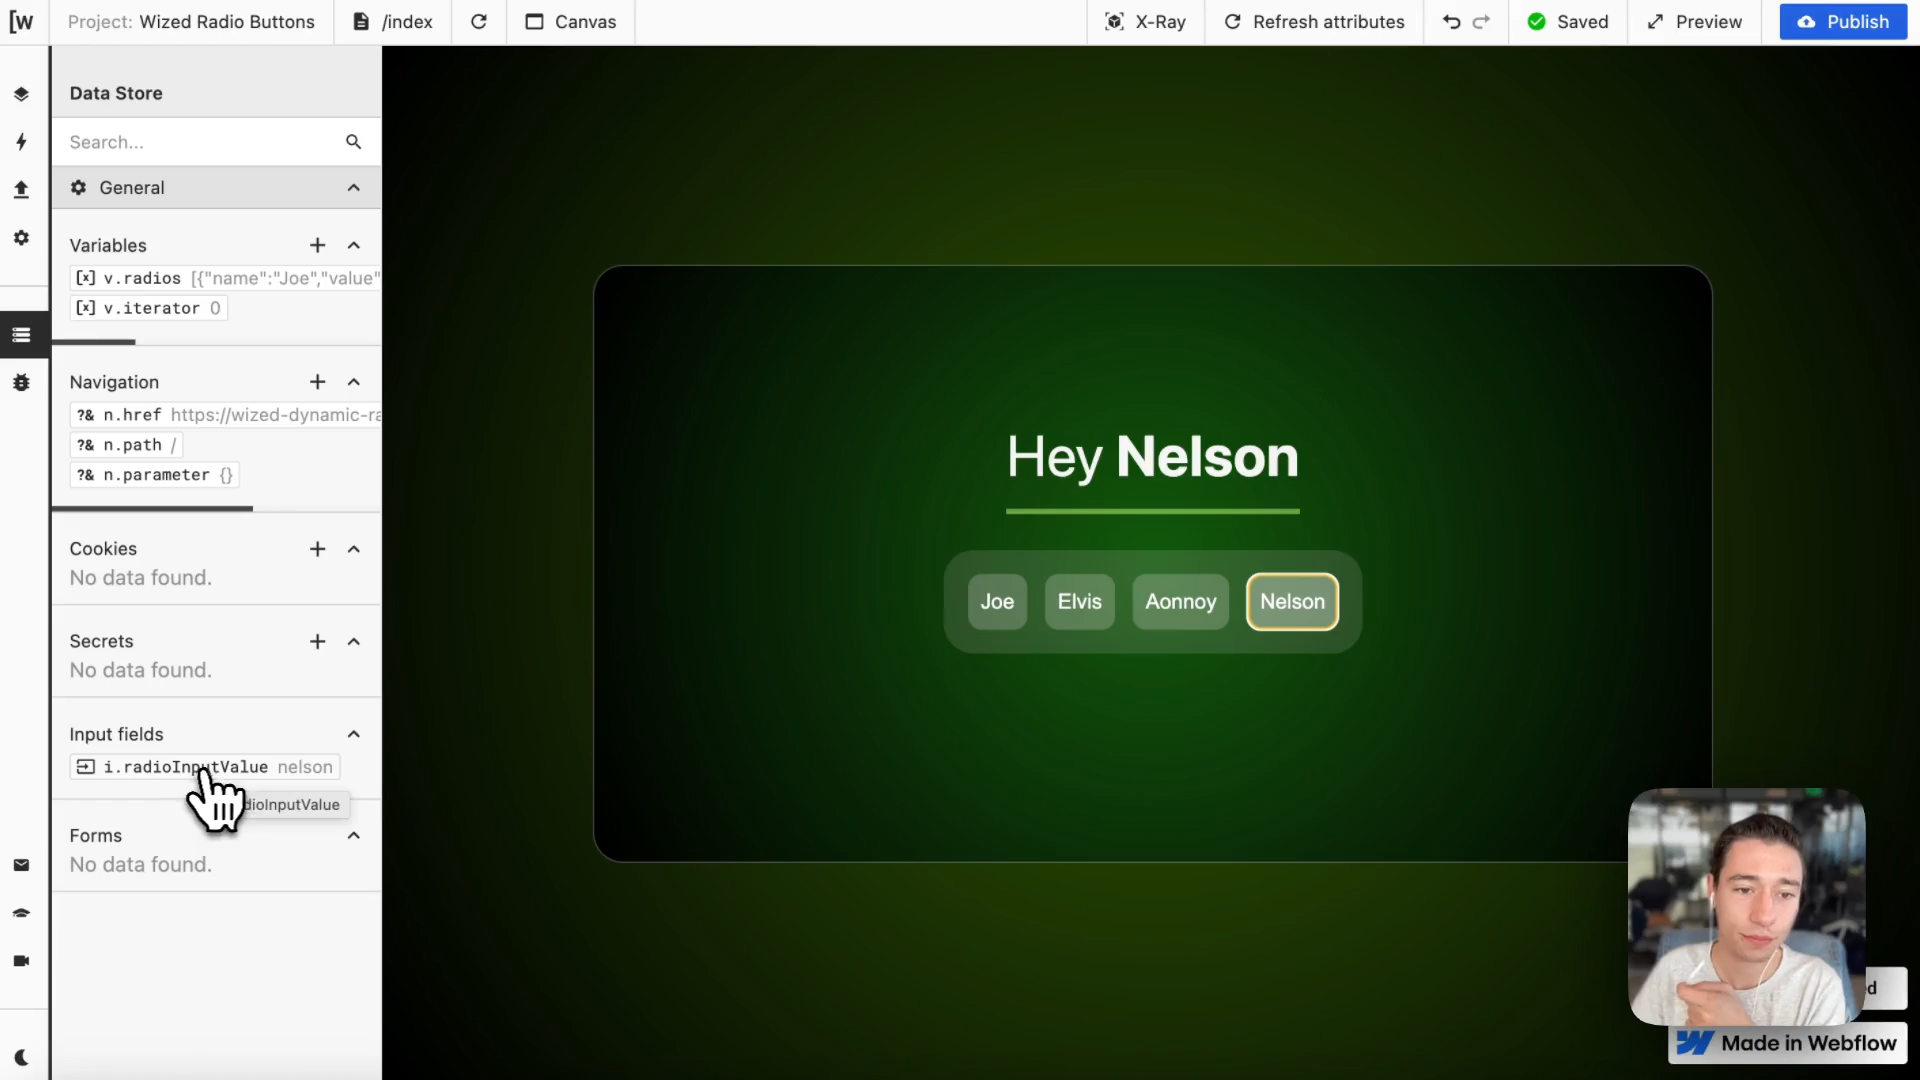 [w
Project: Wized Radio Buttons
/index
Canvas
X-Ray
Refresh attributes
Saved
Preview
Publish
Data Store
Search...
General
Variables
[x] v.radios [{"name":"Joe","value"
[x] v.iterator 0
Navigation
?& n.href https://wized-dynamic-ra
?& n.path /
?& n.parameter {}
Cookies
No data found.
Secrets
No data found.
Input fields
i.radioInputValue nelson
dioInputValue
Forms
No data found.
Hey Nelson
Joe
Elvis
Aonnoy
Nelson
d
Made in Webflow